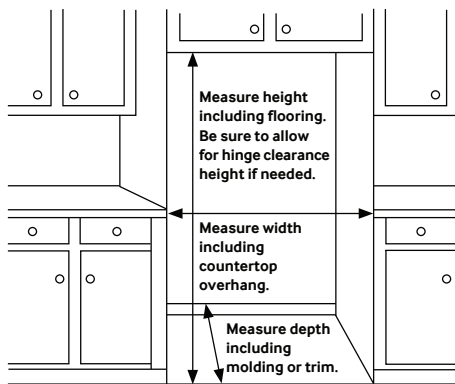 Measure height
including flooring.
Be sure to allow
for hinge clearance
height if needed.
Measure width
including
countertop
overhang.
Measure depth
including
molding or trim.